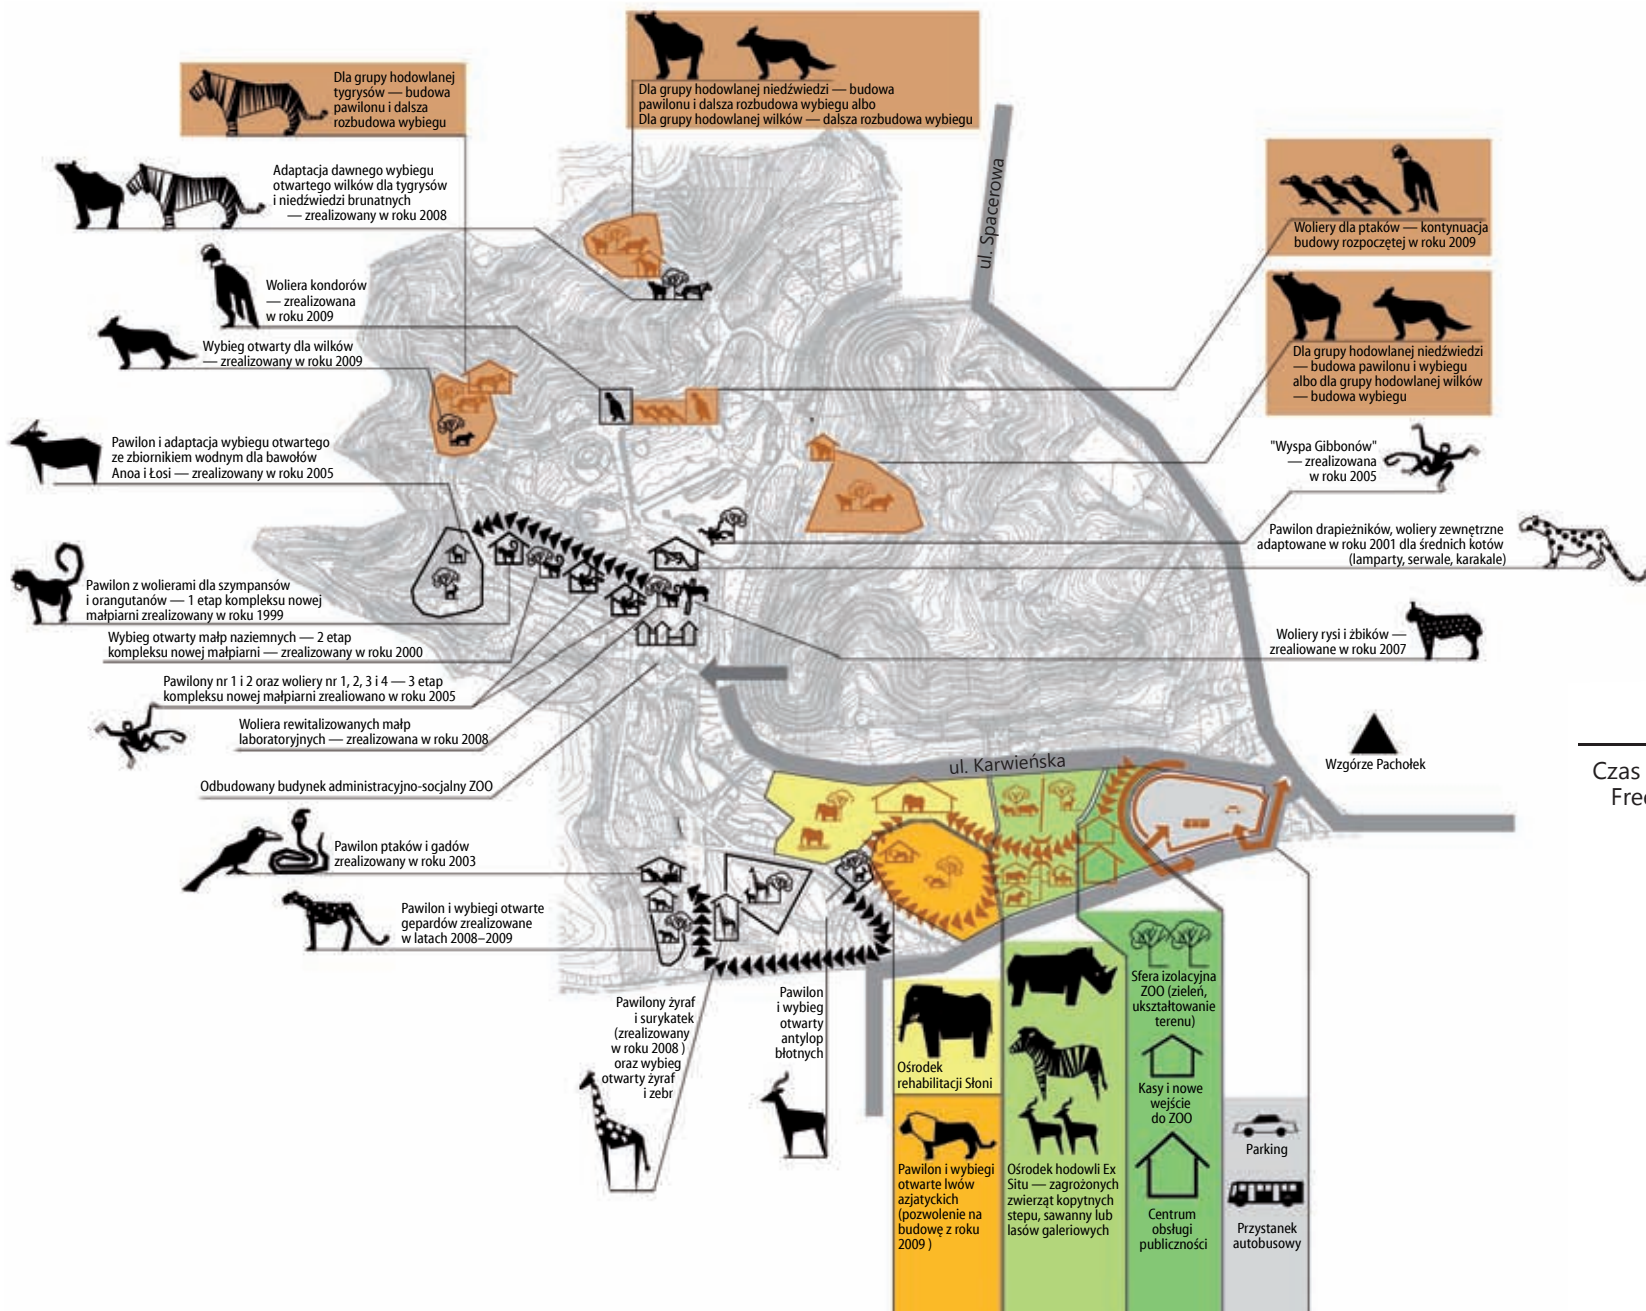 Dla grupy hodowlanej
tygrysów — budowa
pawilonu i dalsza
rozbudowa wybiegu
Dla grupy hodowlanej niedźwiedzi — budowa
pawilonu i dalsza rozbudowa wybiegu albo
Dla grupy hodowlanej wilków — dalsza rozbudowa wybiegu
Adaptacja dawnego wybiegu
otwartego wilków dla tygrysów
i niedźwiedzi brunatnych
— zrealizowany w roku 2008
Woliera kondorów
— zrealizowana
w roku 2009
Wybieg otwarty dla wilków
— zrealizowany w roku 2009
Pawilon i adaptacja wybiegu otwartego
ze zbiornikiem wodnym dla bawołów
Anoa i Łosi — zrealizowany w roku 2005
Pawilon z wolierami dla szympansów
i orangutanów — 1 etap kompleksu nowej
małpiarni zrealizowany w roku 1999
Wybieg otwarty małp naziemnych — 2 etap
kompleksu nowej małpiarni — zrealizowany w roku 2000
Pawilony nr 1 i 2 oraz woliery nr 1, 2, 3 i 4 — 3 etap
kompleksu nowej małpiarni zrealiowano w roku 2005
Woliera rewitalizowanych małp
laboratoryjnych — zrealizowana w roku 2008
Odbudowany budynek administracyjno-socjalny ZOO
Pawilon ptaków i gadów
zrealizowany w roku 2003
Pawilon i wybiegi otwarte
gepardów zrealizowane
w latach 2008–2009
ul. Spacerowa
Woliery dla ptaków — kontynuacja
budowy rozpoczętej w roku 2009
Dla grupy hodowlanej niedźwiedzi
— budowa pawilonu i wybiegu
albo dla grupy hodowlanej wilków
— budowa wybiegu
"Wyspa Gibbonów"
— zrealizowana
w roku 2005
Pawilon drapieżników, woliery zewnętrzne
adaptowane w roku 2001 dla średnich kotów
(lamparty, serwale, karakale)
Woliery rysi i żbików —
zrealiowane w roku 2007
Wzgórze Pachołek
Czas
Fred
ul. Karwieńska
Pawilony żyraf
i surykatek
(zrealizowany
w roku 2008 )
oraz wybieg
otwarty żyraf
i zebr
Pawilon
i wybieg
otwarty
antylop
błotnych
Ośrodek
rehabilitacji Słoni
Pawilon i wybiegi
otwarte lwów
azjatyckich
(pozwolenie na
budowę z roku
2009 )
Ośrodek hodowli Ex
Situ — zagrożonych
zwierząt kopytnych
stepu, sawanny lub
lasów galeriowych
Sfera izolacyjna
ZOO (zieleń,
ukształtowanie
terenu)
Kasy i nowe
wejście
do ZOO
Centrum
obsługi
publiczności
Parking
Przystanek
autobusowy